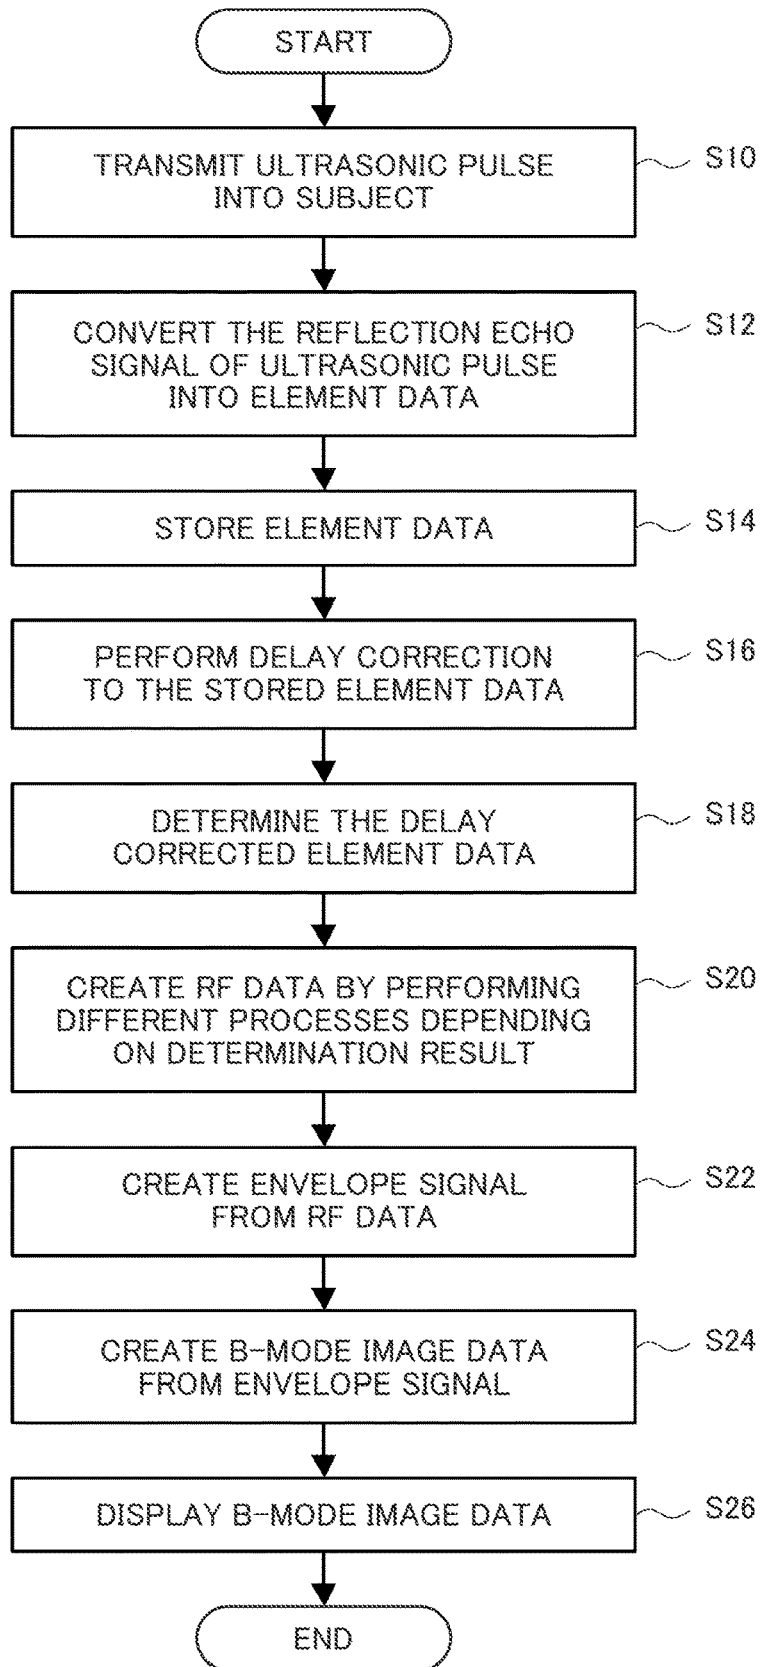 START
TRANSMIT ULTRASONIC PULSE
INTO SUBJECT
S10
CONVERT THE REFLECTION ECHO
SIGNAL OF ULTRASONIC PULSE
INTO ELEMENT DATA
S12
STORE ELEMENT DATA
S14
PERFORM DELAY CORRECTION
TO THE STORED ELEMENT DATA
S16
DETERMINE THE DELAY
CORRECTED ELEMENT DATA
S18
CREATE RF DATA BY PERFORMING
DIFFERENT PROCESSES DEPENDING
ON DETERMINATION RESULT
S20
CREATE ENVELOPE SIGNAL
FROM RF DATA
S22
CREATE B-MODE IMAGE DATA
FROM ENVELOPE SIGNAL
S24
DISPLAY B-MODE IMAGE DATA
S26
END